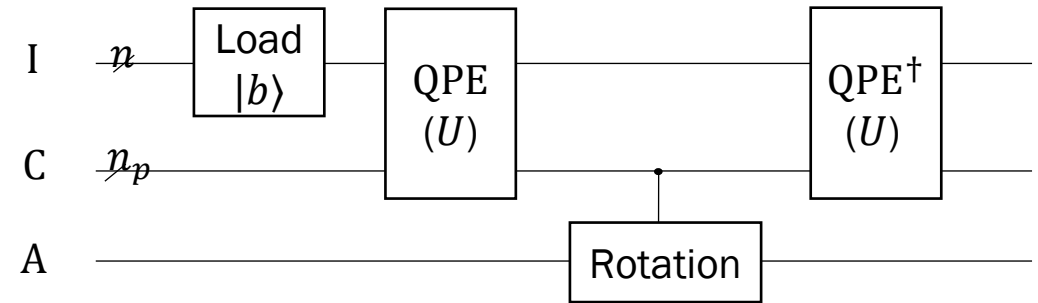 I n Load |b⟩ QPE (U) QPE† (U)
C n_p
A Rotation